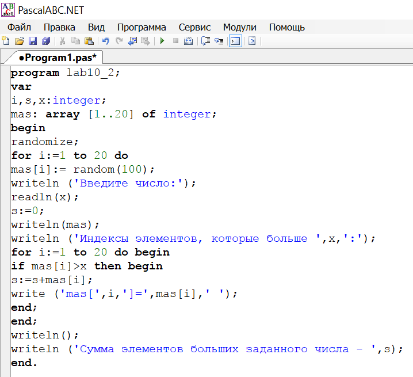 PascalABC.NET
Файл Правка Вид Программа Сервис Модули Помощь
●Program1.pas*
program lab10_2;
var
i,s,x:integer;
mas: array [1..20] of integer;
begin
randomize;
for i:=1 to 20 do
mas[i]:= random(100);
writeln ('Введите число:');
readln(x);
s:=0;
writeln(mas);
writeln ('Индексы элементов, которые больше ',x,':');
for i:=1 to 20 do begin
if mas[i]>x then begin
s:=s+mas[i];
write ('mas[',i,']=',mas[i],' ');
end;
end;
writeln();
writeln ('Сумма элементов больших заданного числа - ',s);
end.